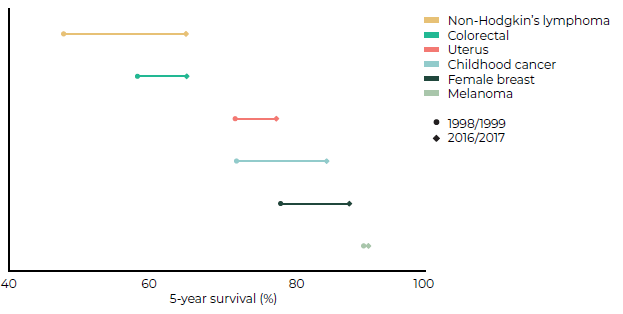 Non-Hodgkin's lymphoma
Colorectal
Uterus
Childhood cancer
Female breast
Melanoma
1998/1999
2016/2017
40 60 80 100
5-year survival (%)